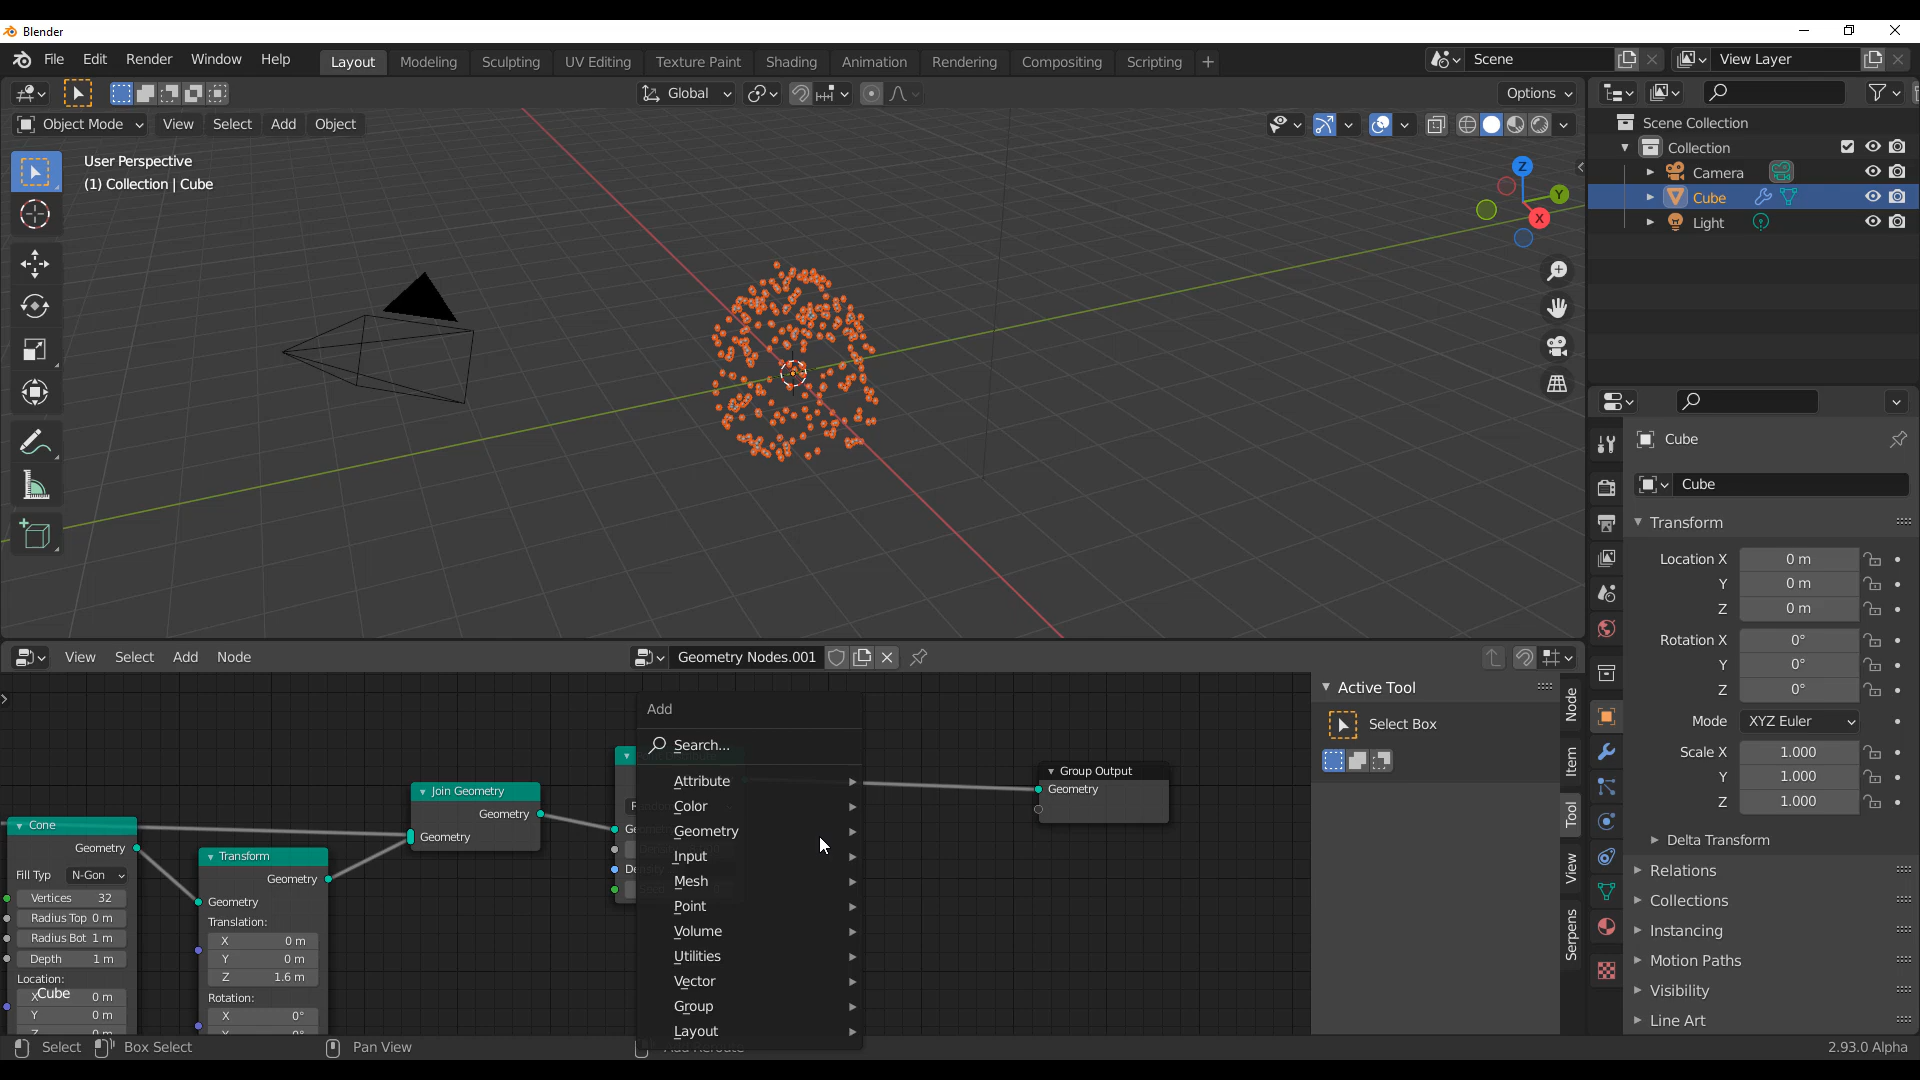 Blender
File Edit Render Window Help Layout Modeling Sculpting UV Editing Texture Paint Shading Animation Rendering Compositing Scripting + Scene View Layer
Global Options
Object Mode View Select Add Object
User Perspective
(1) Collection | Cube
Z
Y
X
Scene Collection
Collection
Camera
Cube
Light
Cube
Cube
Transform
Location X 0 m
Y 0 m
Z 0 m
Rotation X 0°
Y 0°
Z 0°
Mode XYZ Euler
Scale X 1.000
Y 1.000
Z 1.000
Delta Transform
Relations
Collections
Instancing
Motion Paths
Visibility
Line Art
View Select Add Node Geometry Nodes.001
Cone
Geometry
Fill Typ N-Gon
Vertices 32
Radius Top 0 m
Radius Bot 1 m
Depth 1 m
Location:
X 0 m
Y 0 m
Z
Cube
Transform
Geometry
Geometry
Translation:
X 0 m
Y 0 m
Z 1.6 m
Rotation:
X 0°
Y 0°
Join Geometry
Geometry
Geometry
Add
Search...
Attribute
Color
Geometry
Input
Mesh
Point
Volume
Utilities
Vector
Group
Layout
Group Output
Geometry
Active Tool
Select Box
Node
Item
Tool
View
Serpens
Select Box Select Pan View Add Reroute 2.93.0 Alpha